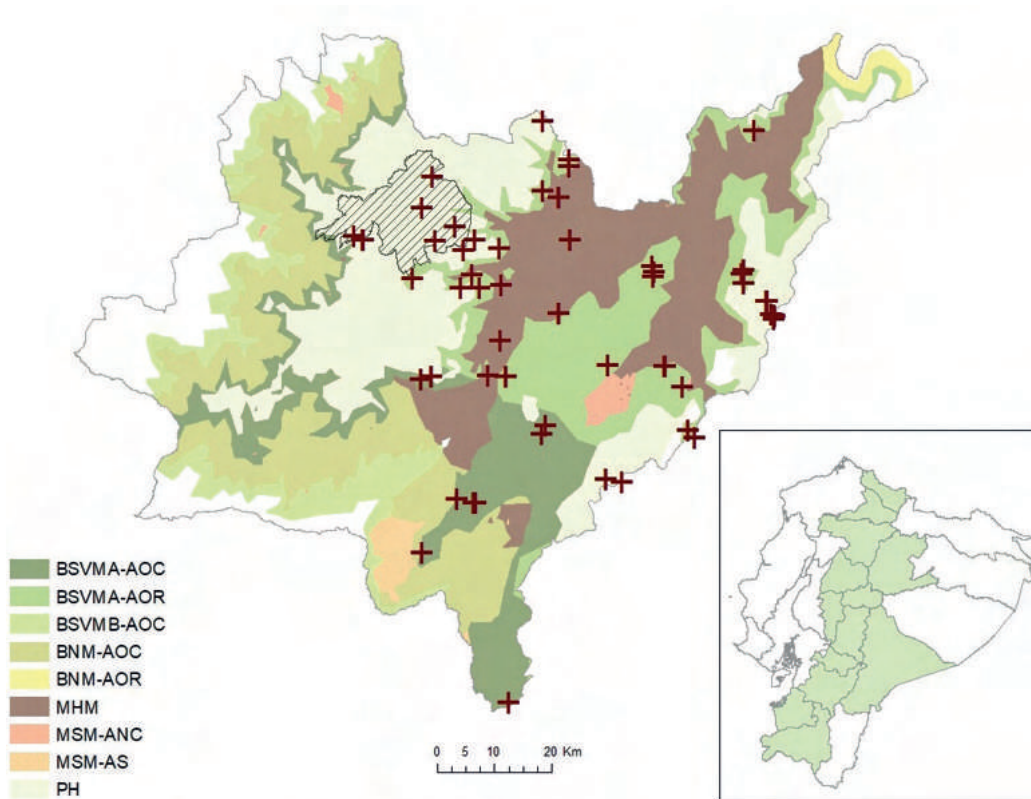 BSVMA-AOC
BSVMA-AOR
BSVMB-AOC
BNM-AOC
BNM-AOR
MHM
MSM-ANC
MSM-AS
PH
0 5 10 20 Km